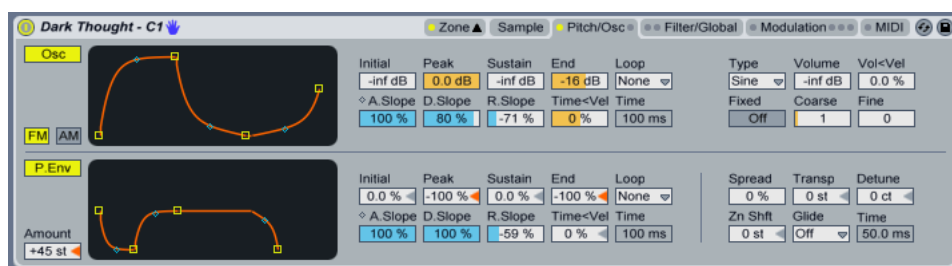 Dark Thought - C1 Zone Sample Pitch/Osc Filter/Global Modulation MIDI
Osc
Initial Peak Sustain End Loop Type Volume Vol<Vel
-inf dB 0.0 dB -inf dB -16 dB None Sine -inf dB 0.0 %
A.Slope D.Slope R.Slope Time<Vel Time Fixed Coarse Fine
100 % 80 % -71 % 0 % 100 ms Off 1 0
FM AM
P.Env
Initial Peak Sustain End Loop Spread Transp Detune
0.0 % -100 % 0.0 % -100 % None 0 % 0 st 0 ct
A.Slope D.Slope R.Slope Time<Vel Time Zn Shft Glide Time
Amount 100 % 100 % -59 % 0 % 100 ms 0 st Off 50.0 ms
+45 st